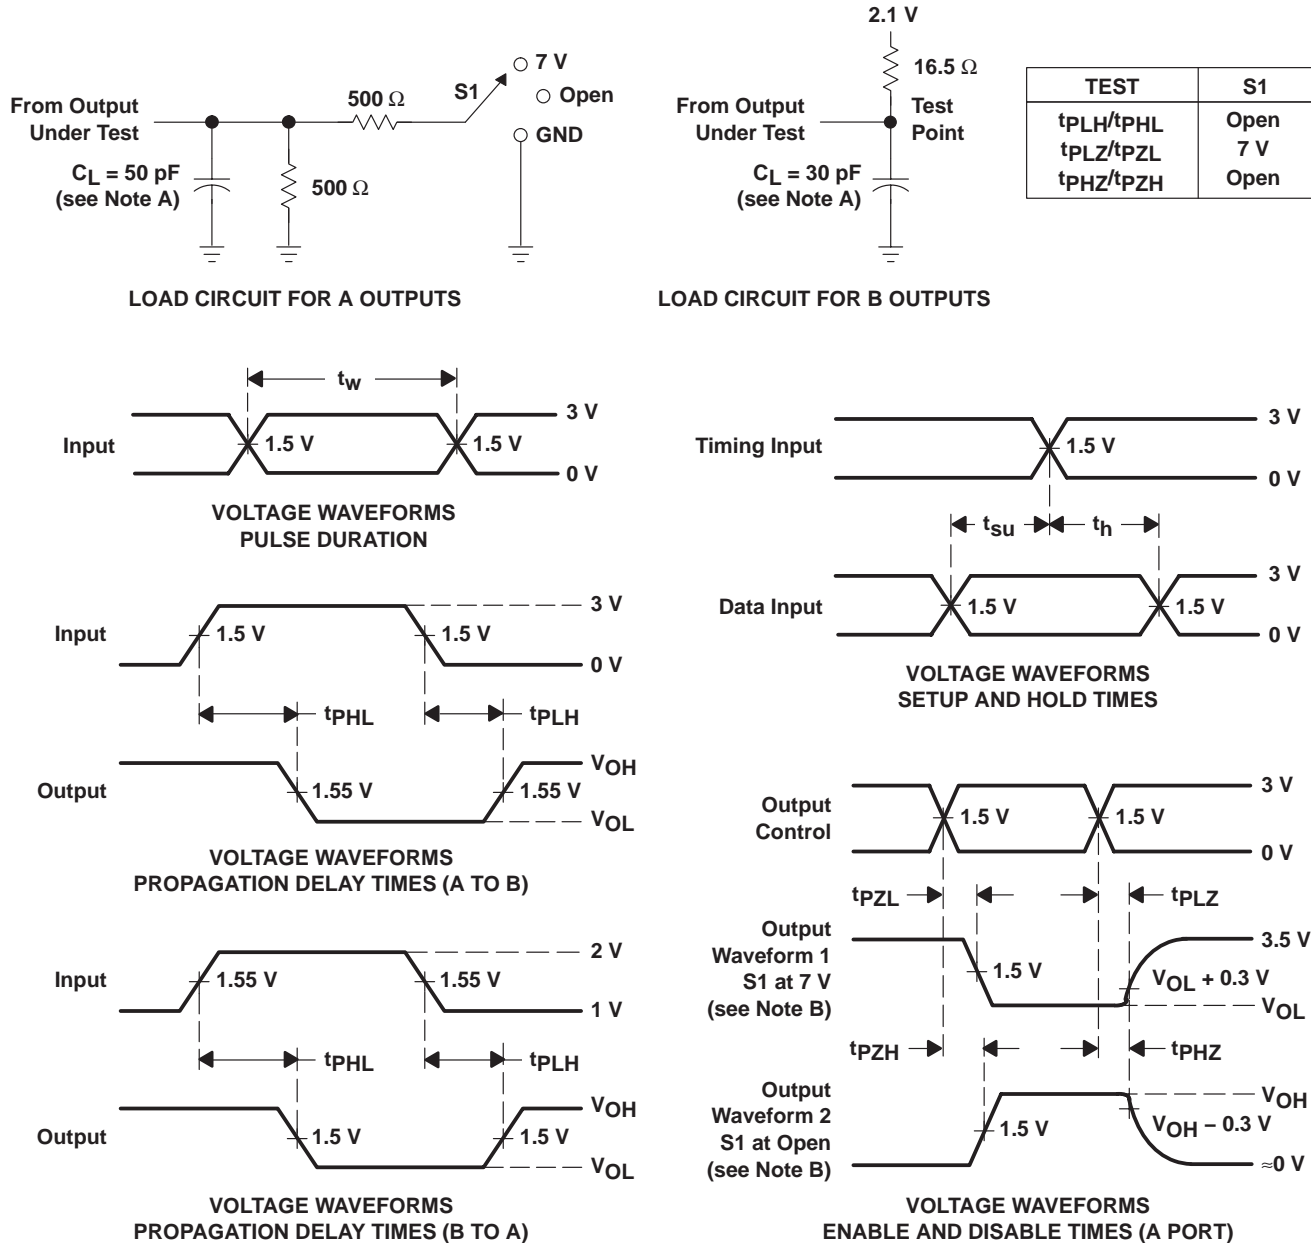 From Output
Under Test
CL = 50 pF
(see Note A)
500 Ω
500 Ω
S1
7 V
Open
GND
LOAD CIRCUIT FOR A OUTPUTS
2.1 V
16.5 Ω
From Output
Under Test
Test
Point
CL = 30 pF
(see Note A)
LOAD CIRCUIT FOR B OUTPUTS
TEST S1
tPLH/tPHL Open
tPLZ/tPZL 7 V
tPHZ/tPZH Open
tw
Input
1.5 V
1.5 V
3 V
0 V
VOLTAGE WAVEFORMS
PULSE DURATION
Timing Input
1.5 V
3 V
0 V
tsu
th
Data Input
1.5 V
1.5 V
3 V
0 V
VOLTAGE WAVEFORMS
SETUP AND HOLD TIMES
Input
1.5 V
1.5 V
3 V
0 V
tPHL
tPLH
Output
1.55 V
1.55 V
VOH
VOL
VOLTAGE WAVEFORMS
PROPAGATION DELAY TIMES (A TO B)
Input
1.55 V
1.55 V
2 V
1 V
tPHL
tPLH
Output
1.5 V
1.5 V
VOH
VOL
VOLTAGE WAVEFORMS
PROPAGATION DELAY TIMES (B TO A)
Output
Control
1.5 V
1.5 V
3 V
0 V
tPZL
tPLZ
Output
Waveform 1
S1 at 7 V
(see Note B)
1.5 V
3.5 V
VOL + 0.3 V
VOL
tPZH
tPHZ
Output
Waveform 2
S1 at Open
(see Note B)
1.5 V
VOH
VOH − 0.3 V
≈0 V
VOLTAGE WAVEFORMS
ENABLE AND DISABLE TIMES (A PORT)